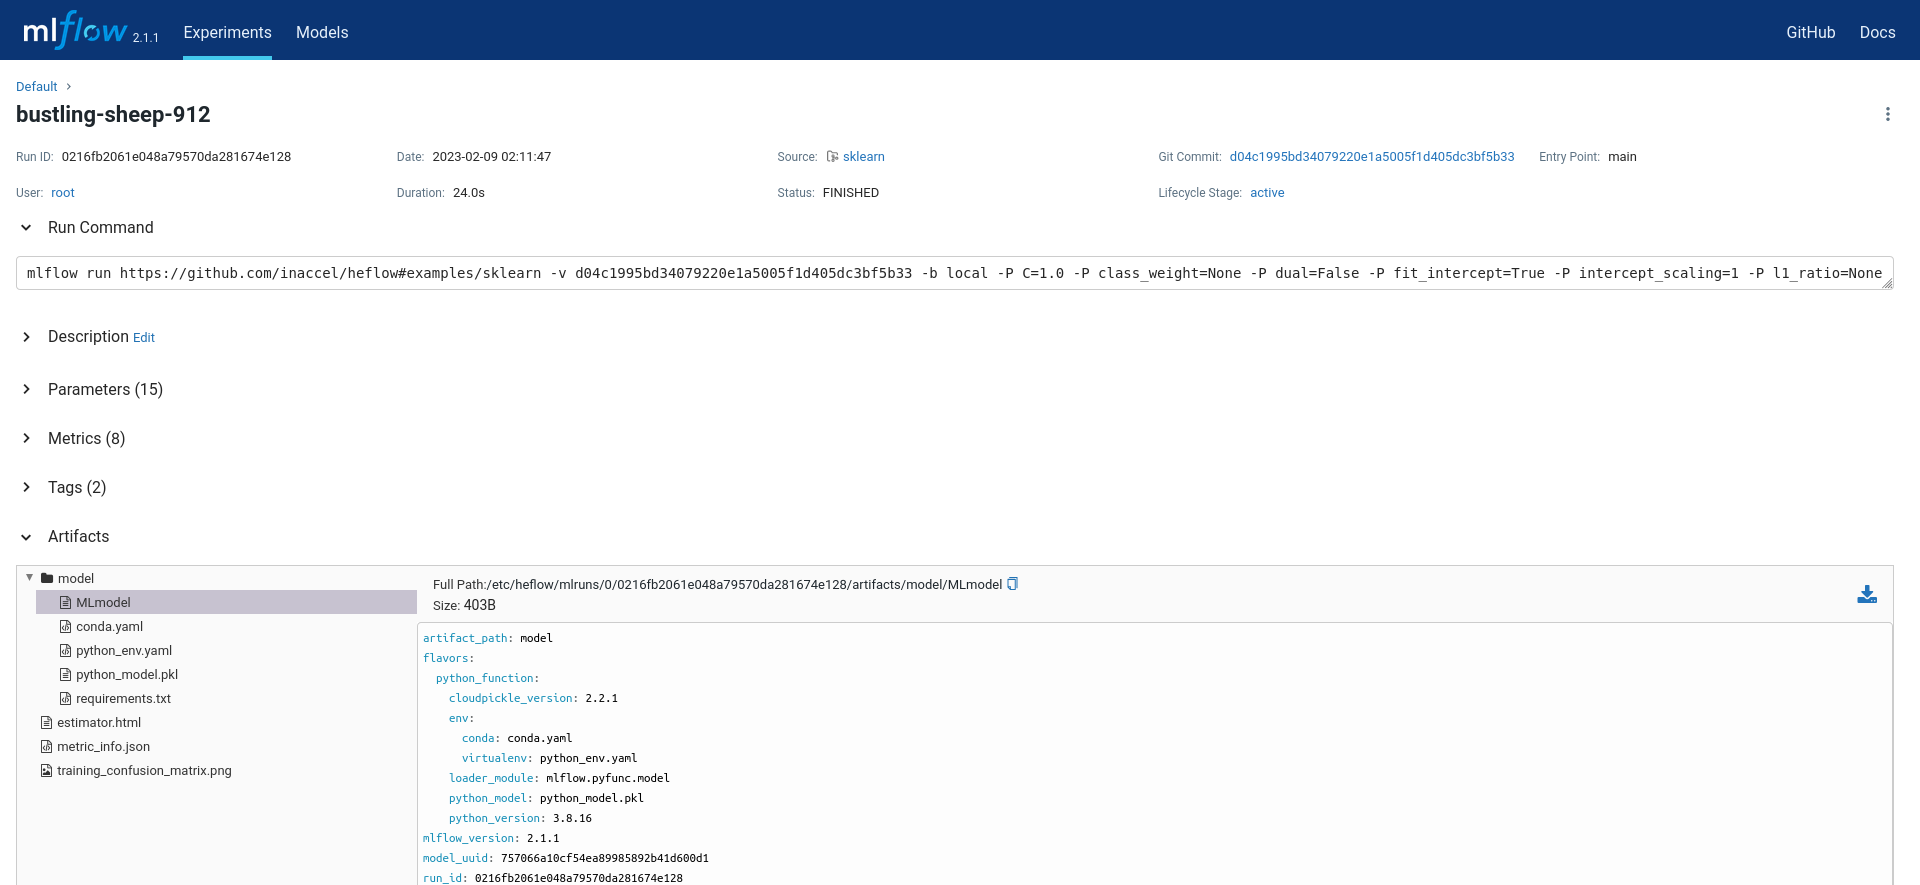 mlflow 2.1.1 Experiments Models GitHub Docs
Default
bustling-sheep-912
Run ID: 0216fb2061e048a79570da281674e128 Date: 2023-02-09 02:11:47 Source: sklearn Git Commit: d04c1995bd34079220e1a5005f1d405dc3bf5b33 Entry Point: main
User: root Duration: 24.0s Status: FINISHED Lifecycle Stage: active
Run Command
mlflow run https://github.com/inaccel/heflow#examples/sklearn -v d04c1995bd34079220e1a5005f1d405dc3bf5b33 -b local -P C=1.0 -P class_weight=None -P dual=False -P fit_intercept=True -P intercept_scaling=1 -P l1_ratio=None
Description Edit
Parameters (15)
Metrics (8)
Tags (2)
Artifacts
model
MLmodel
conda.yaml
python_env.yaml
python_model.pkl
requirements.txt
estimator.html
metric_info.json
training_confusion_matrix.png
Full Path:/etc/heflow/mlruns/0/0216fb2061e048a79570da281674e128/artifacts/model/MLmodel
Size: 403B
artifact_path: model
flavors:
  python_function:
    cloudpickle_version: 2.2.1
    env:
      conda: conda.yaml
      virtualenv: python_env.yaml
    loader_module: mlflow.pyfunc.model
    python_model: python_model.pkl
    python_version: 3.8.16
mlflow_version: 2.1.1
model_uuid: 757066a10cf54ea89985892b41d600d1
run_id: 0216fb2061e048a79570da281674e128